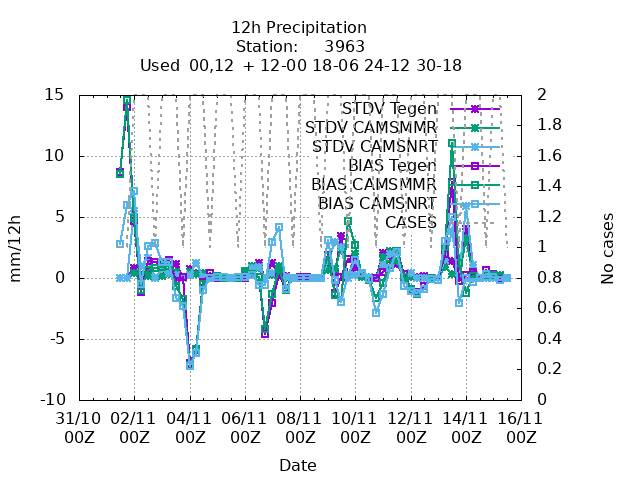 12h Precipitation
Station: 3963
Used 00,12 + 12-00 18-06 24-12 30-18
15
10
5
0
-5
-10
mm/12h
2
1.8
1.6
1.4
1.2
1
0.8
0.6
0.4
0.2
0
No cases
STDV Tegen
STDV CAMSMMR
STDV CAMSNRT
BIAS Tegen
BIAS CAMSMMR
BIAS CAMSNRT
CASES
31/10 02/11 04/11 06/11 08/11 10/11 12/11 14/11 16/11
00Z 00Z 00Z 00Z 00Z 00Z 00Z 00Z 00Z
Date